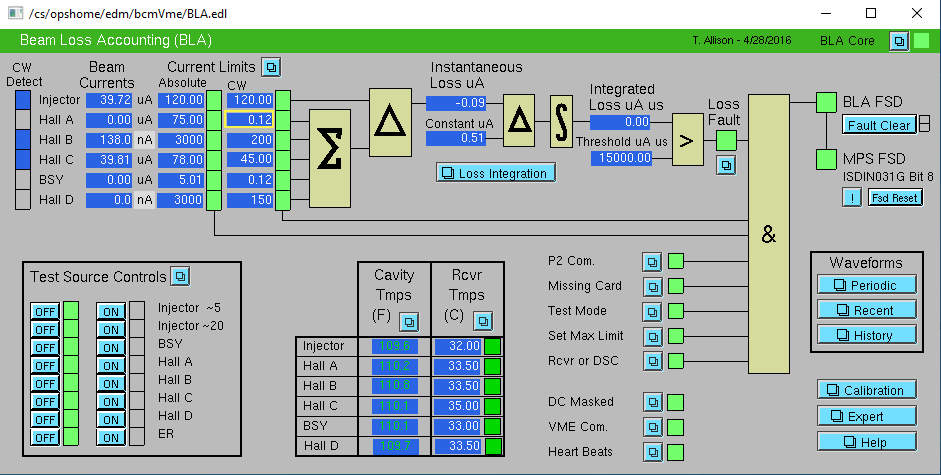 /cs/opshome/edm/bcmVme/BLA.edl
Beam Loss Accounting (BLA)
T. Allison - 4/28/2016
BLA Core
CW Detect
Beam Currents
Current Limits
Absolute
CW
Injector 39.72 uA 120.00 120.00
Hall A 0.00 uA 75.00 0.12
Hall B 138.0 nA 3000 200
Hall C 39.81 uA 78.00 45.00
BSY 0.00 uA 5.01 0.12
Hall D 0.0 nA 3000 150
Σ
Δ
Instantaneous
Loss uA
-0.09
Constant uA
0.51
Δ
∫
Loss Integration
Integrated
Loss uA us
0.00
Threshold uA us
15000.00
>
Loss
Fault
&
BLA FSD
Fault Clear
MPS FSD
ISDIN031G Bit 8
!
Fsd Reset
Test Source Controls
OFF ON Injector ~5
OFF ON Injector ~20
OFF ON BSY
OFF ON Hall A
OFF ON Hall B
OFF ON Hall C
OFF ON Hall D
OFF ON ER
Cavity Tmps (F)
Rcvr Tmps (C)
Injector 109.6 32.00
Hall A 110.2 33.50
Hall B 110.6 33.50
Hall C 110.1 35.00
BSY 110.1 33.00
Hall D 109.7 33.50
P2 Com.
Missing Card
Test Mode
Set Max Limit
Rcvr or DSC
DC Masked
VME Com.
Heart Beats
Waveforms
Periodic
Recent
History
Calibration
Expert
Help